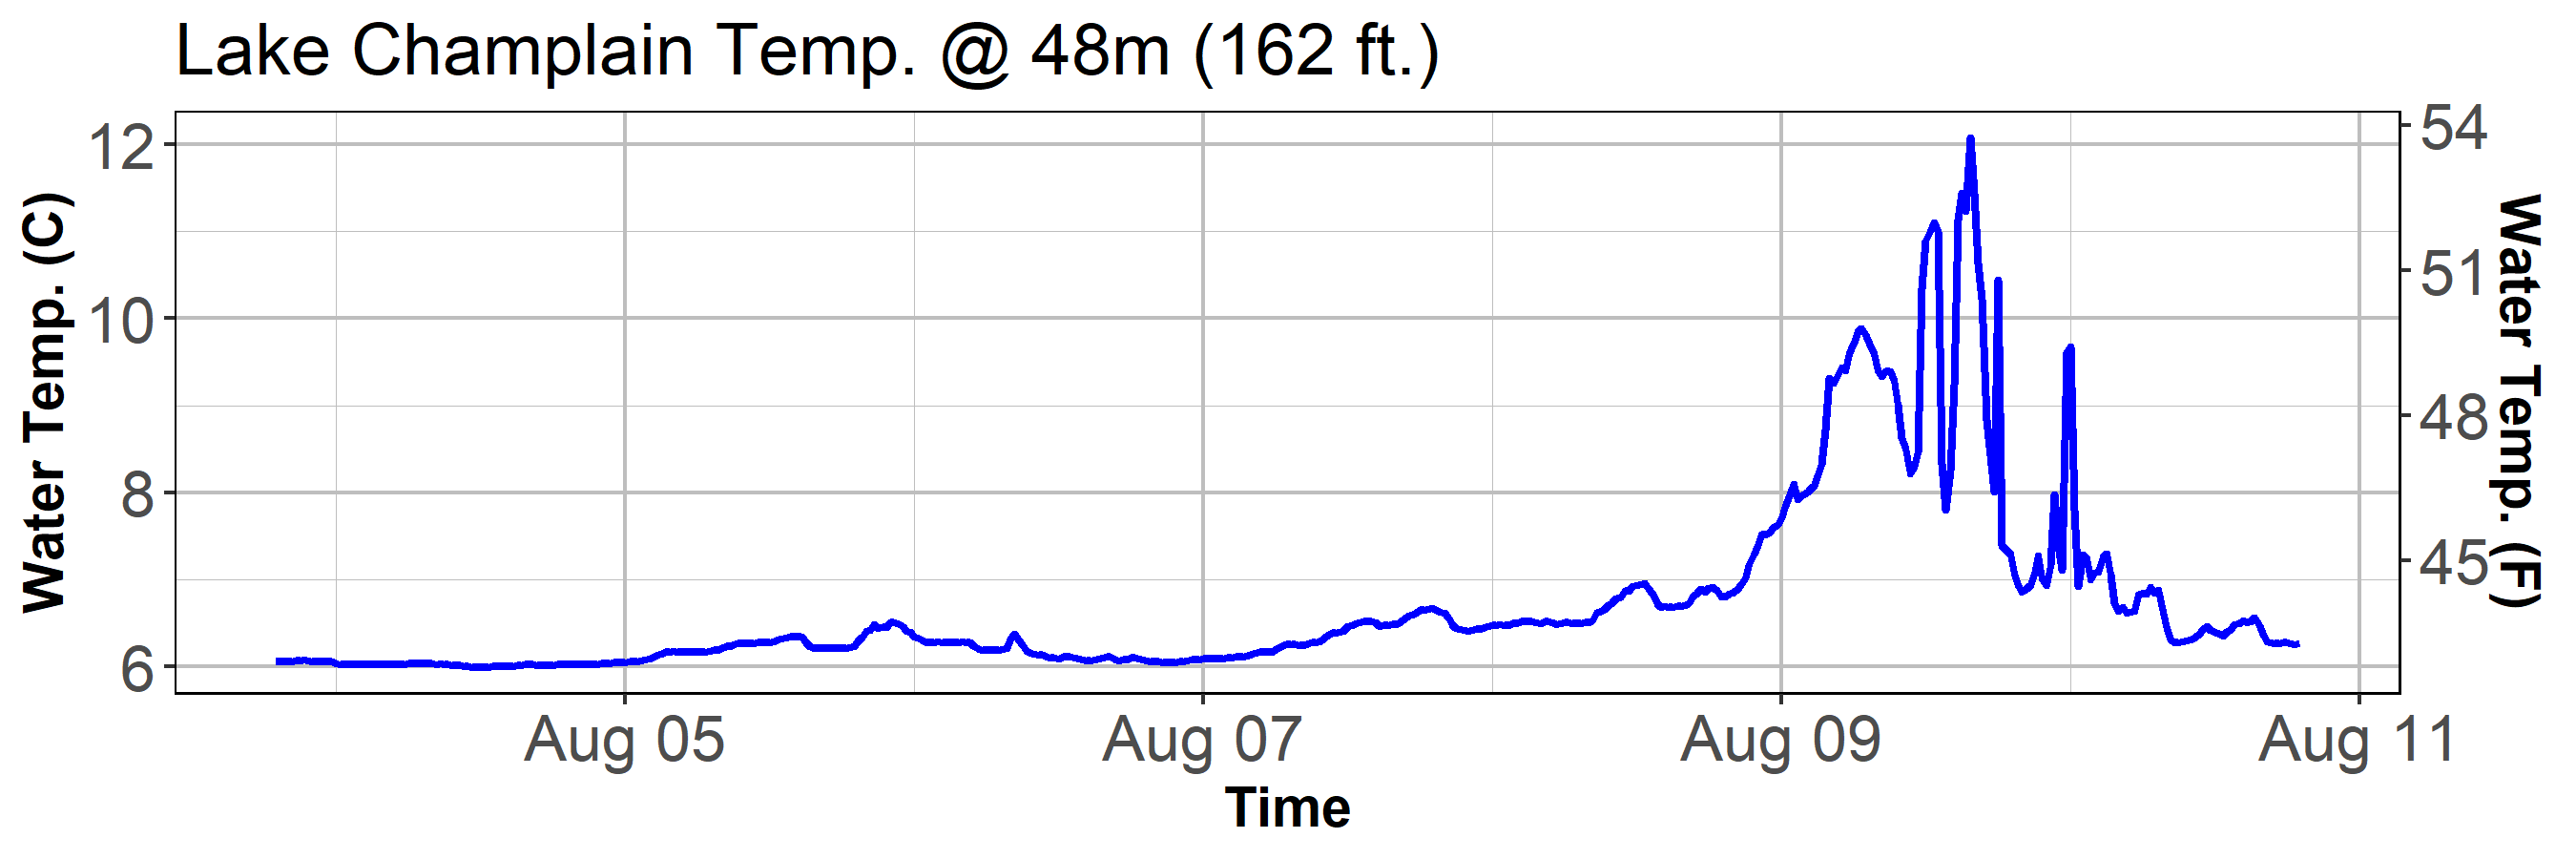 Lake Champlain Temp. @ 48m (162 ft.)
Water Temp. (C)
12
10
8
6
54
51
48
45
Water Temp. (F)
Aug 05
Aug 07
Aug 09
Aug 11
Time